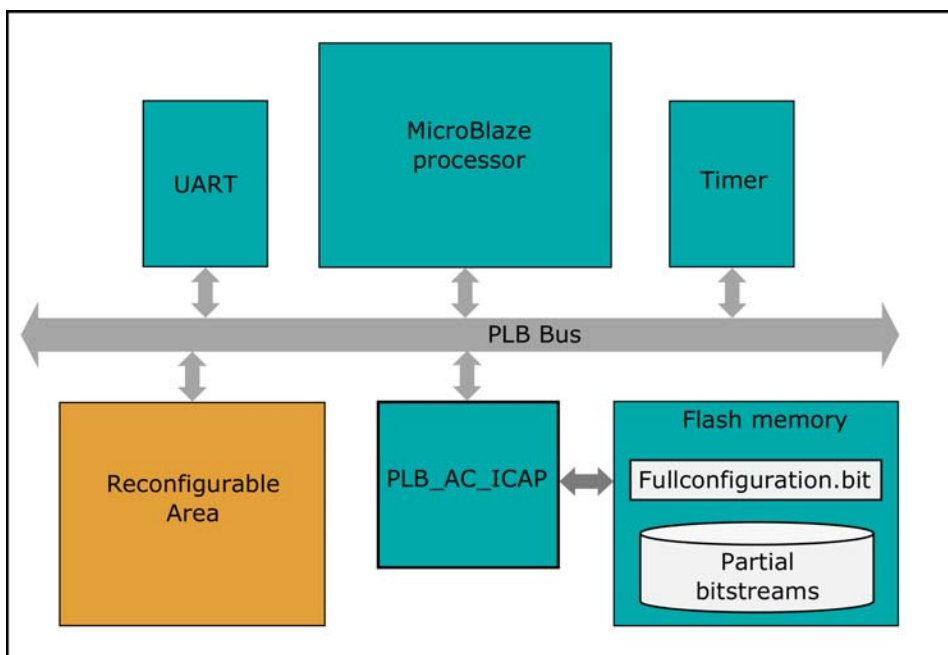 MicroBlaze
processor
UART
Timer
PLB Bus
Reconfigurable
Area
PLB_AC_ICAP
Flash memory
Fullconfiguration.bit
Partial
bitstreams